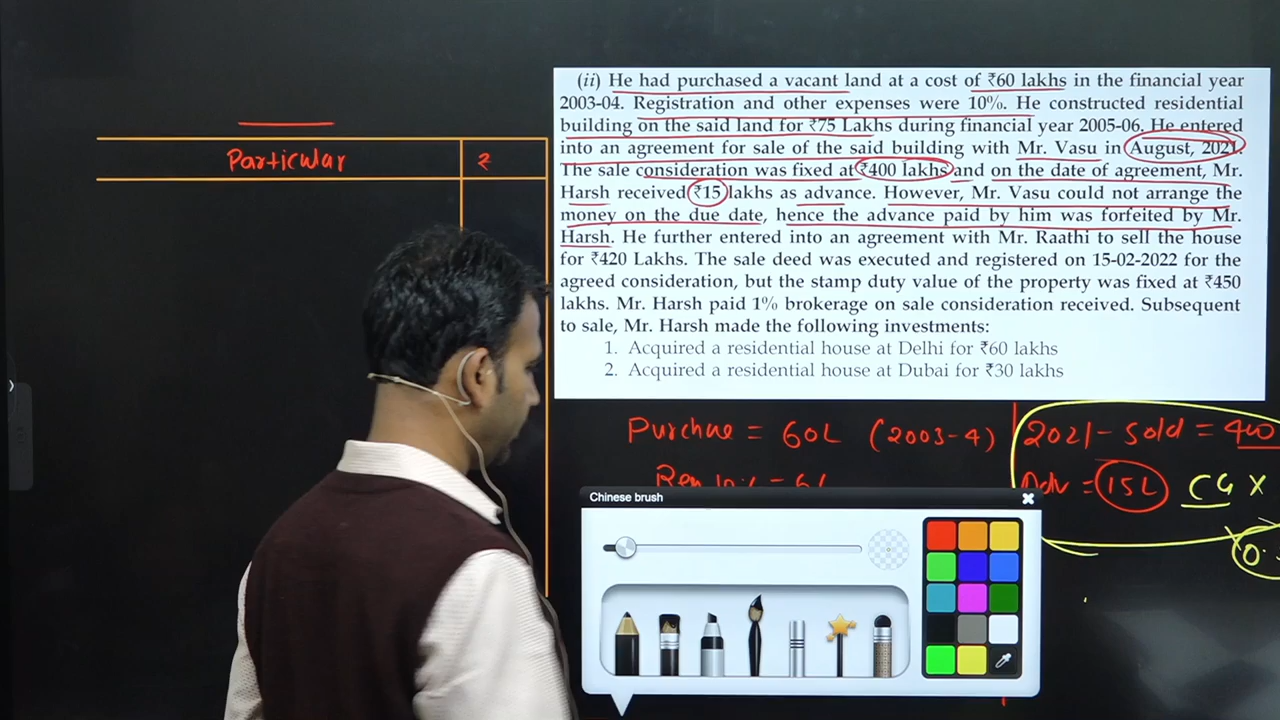 (ii) He had purchased a vacant land at a cost of ₹60 lakhs in the financial year
2003-04. Registration and other expenses were 10%. He constructed residential
building on the said land for ₹75 Lakhs during financial year 2005-06. He entered
into an agreement for sale of the said building with Mr. Vasu in August, 2021.
The sale consideration was fixed at ₹400 lakhs and on the date of agreement, Mr.
Harsh received ₹15 lakhs as advance. However, Mr. Vasu could not arrange the
money on the due date, hence the advance paid by him was forfeited by Mr.
Harsh. He further entered into an agreement with Mr. Raathi to sell the house
for ₹420 Lakhs. The sale deed was executed and registered on 15-02-2022 for the
agreed consideration, but the stamp duty value of the property was fixed at ₹450
lakhs. Mr. Harsh paid 1% brokerage on sale consideration received. Subsequent
to sale, Mr. Harsh made the following investments:
1. Acquired a residential house at Delhi for ₹60 lakhs
2. Acquired a residential house at Dubai for ₹30 lakhs
Particular ₹
Purchae = 60L (2003-4)
2021 - Sold = 400
Adv = 15L CG X
Chinese brush